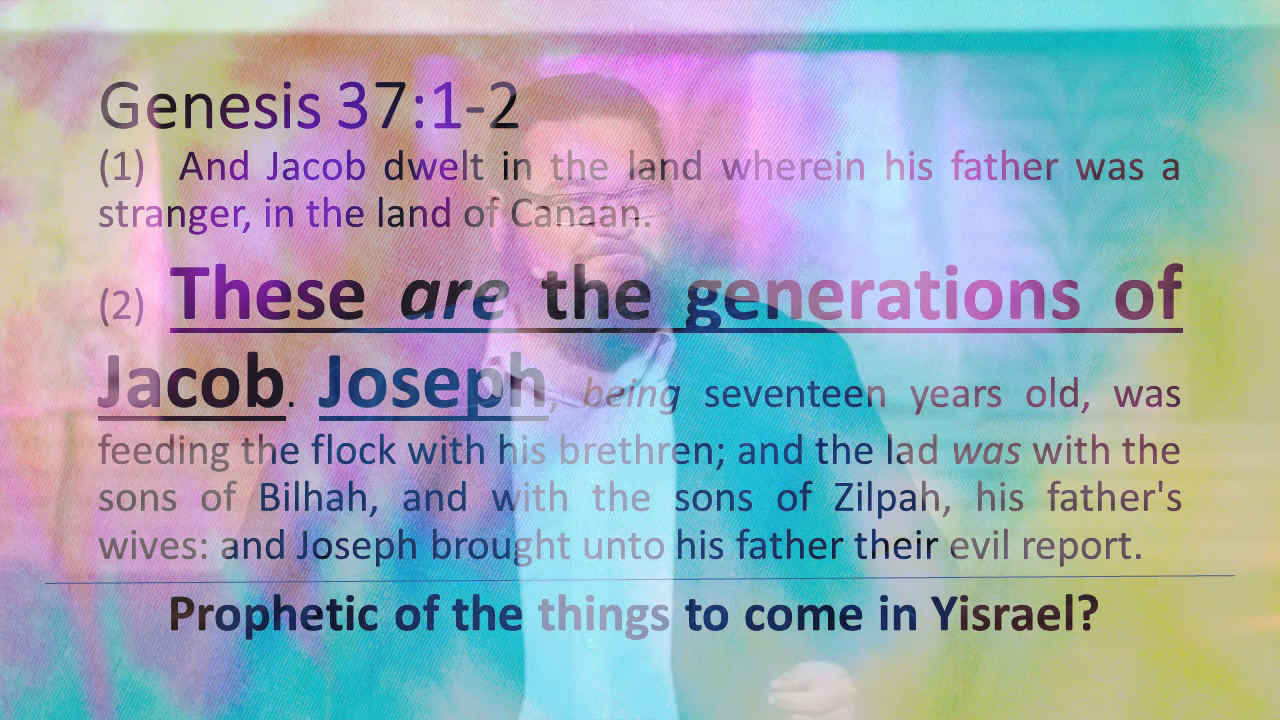 Genesis 37:1-2
(1) And Jacob dwelt in the land wherein his father was a
stranger, in the land of Canaan.
(2) These are the generations of
Jacob. Joseph, being seventeen years old, was
feeding the flock with his brethren; and the lad was with the
sons of Bilhah, and with the sons of Zilpah, his father's
wives: and Joseph brought unto his father their evil report.
Prophetic of the things to come in Yisrael?